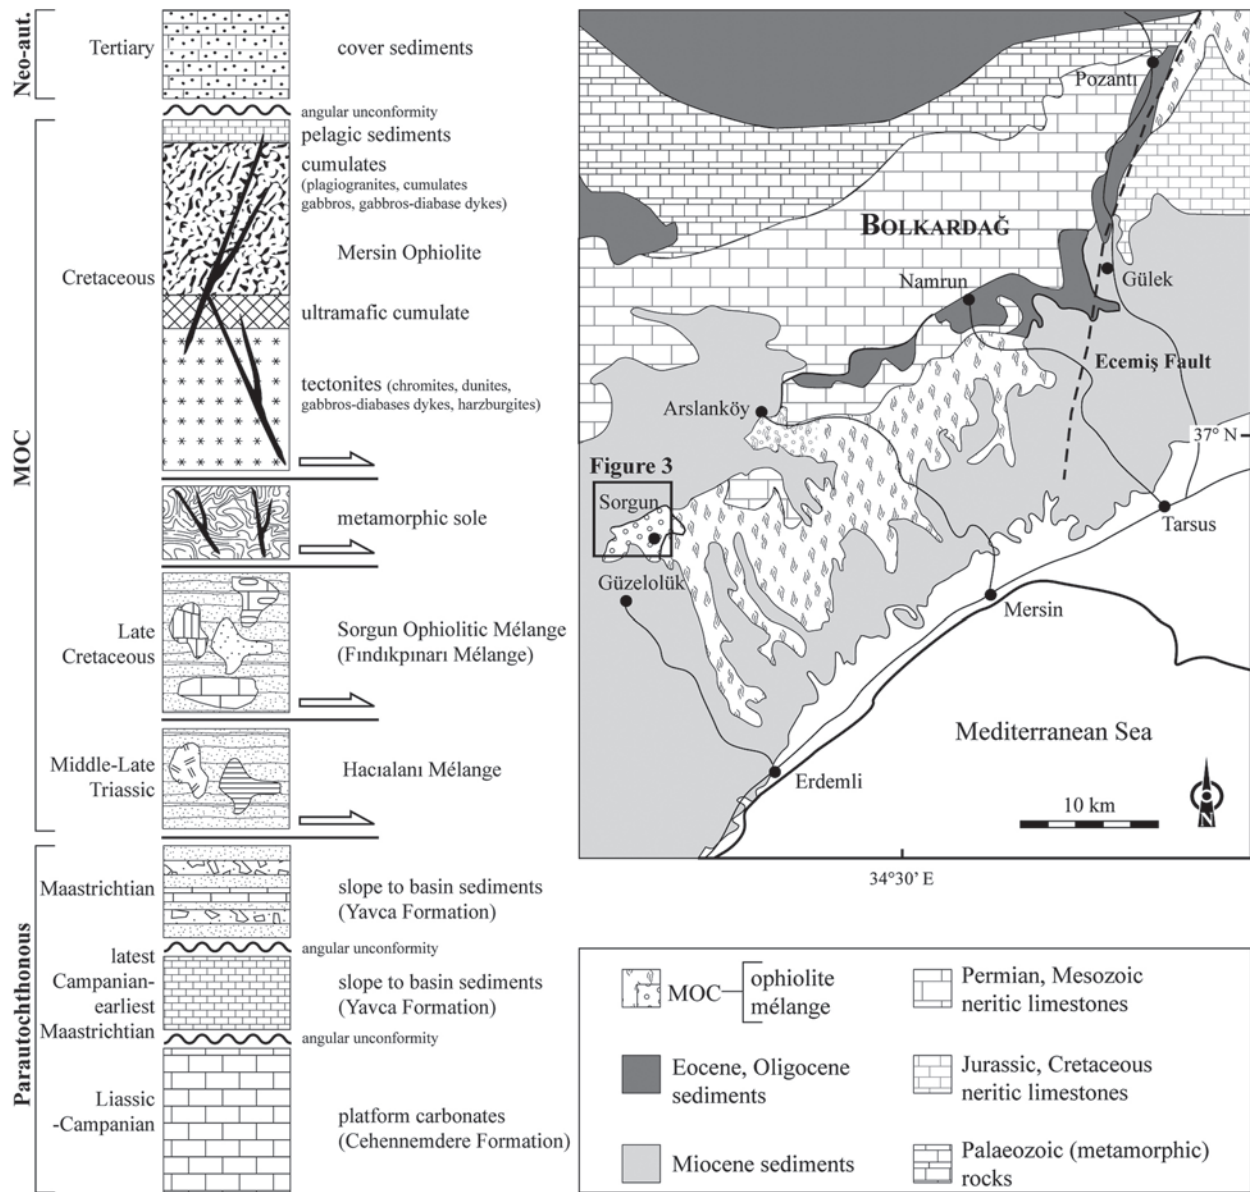 Neo-aut.
Tertiary
cover sediments
angular unconformity
MOC
Cretaceous
pelagic sediments
cumulates
(plagiogranites, cumulates
gabbros, gabbros-diabase dykes)
Mersin Ophiolite
ultramafic cumulate
tectonites (chromites, dunites,
gabbros-diabases dykes, harzburgites)
metamorphic sole
Late
Cretaceous
Sorgun Ophiolitic Mélange
(Fındıkpınarı Mélange)
Middle-Late
Triassic
Hacıalanı Mélange
Parautochthonous
Maastrichtian
slope to basin sediments
(Yavca Formation)
angular unconformity
latest
Campanian-
earliest
Maastrichtian
slope to basin sediments
(Yavca Formation)
angular unconformity
Liassic
-Campanian
platform carbonates
(Cehennemdere Formation)
Pozantı
BOLKARDAĞ
Gülek
Namrun
Ecemiş Fault
Arslanköy
37° N
Figure 3
Sorgun
Tarsus
Güzelolük
Mersin
Mediterranean Sea
Erdemli
10 km
N
34°30' E
MOC
ophiolite
mélange
Eocene, Oligocene
sediments
Miocene sediments
Permian, Mesozoic
neritic limestones
Jurassic, Cretaceous
neritic limestones
Palaeozoic (metamorphic)
rocks